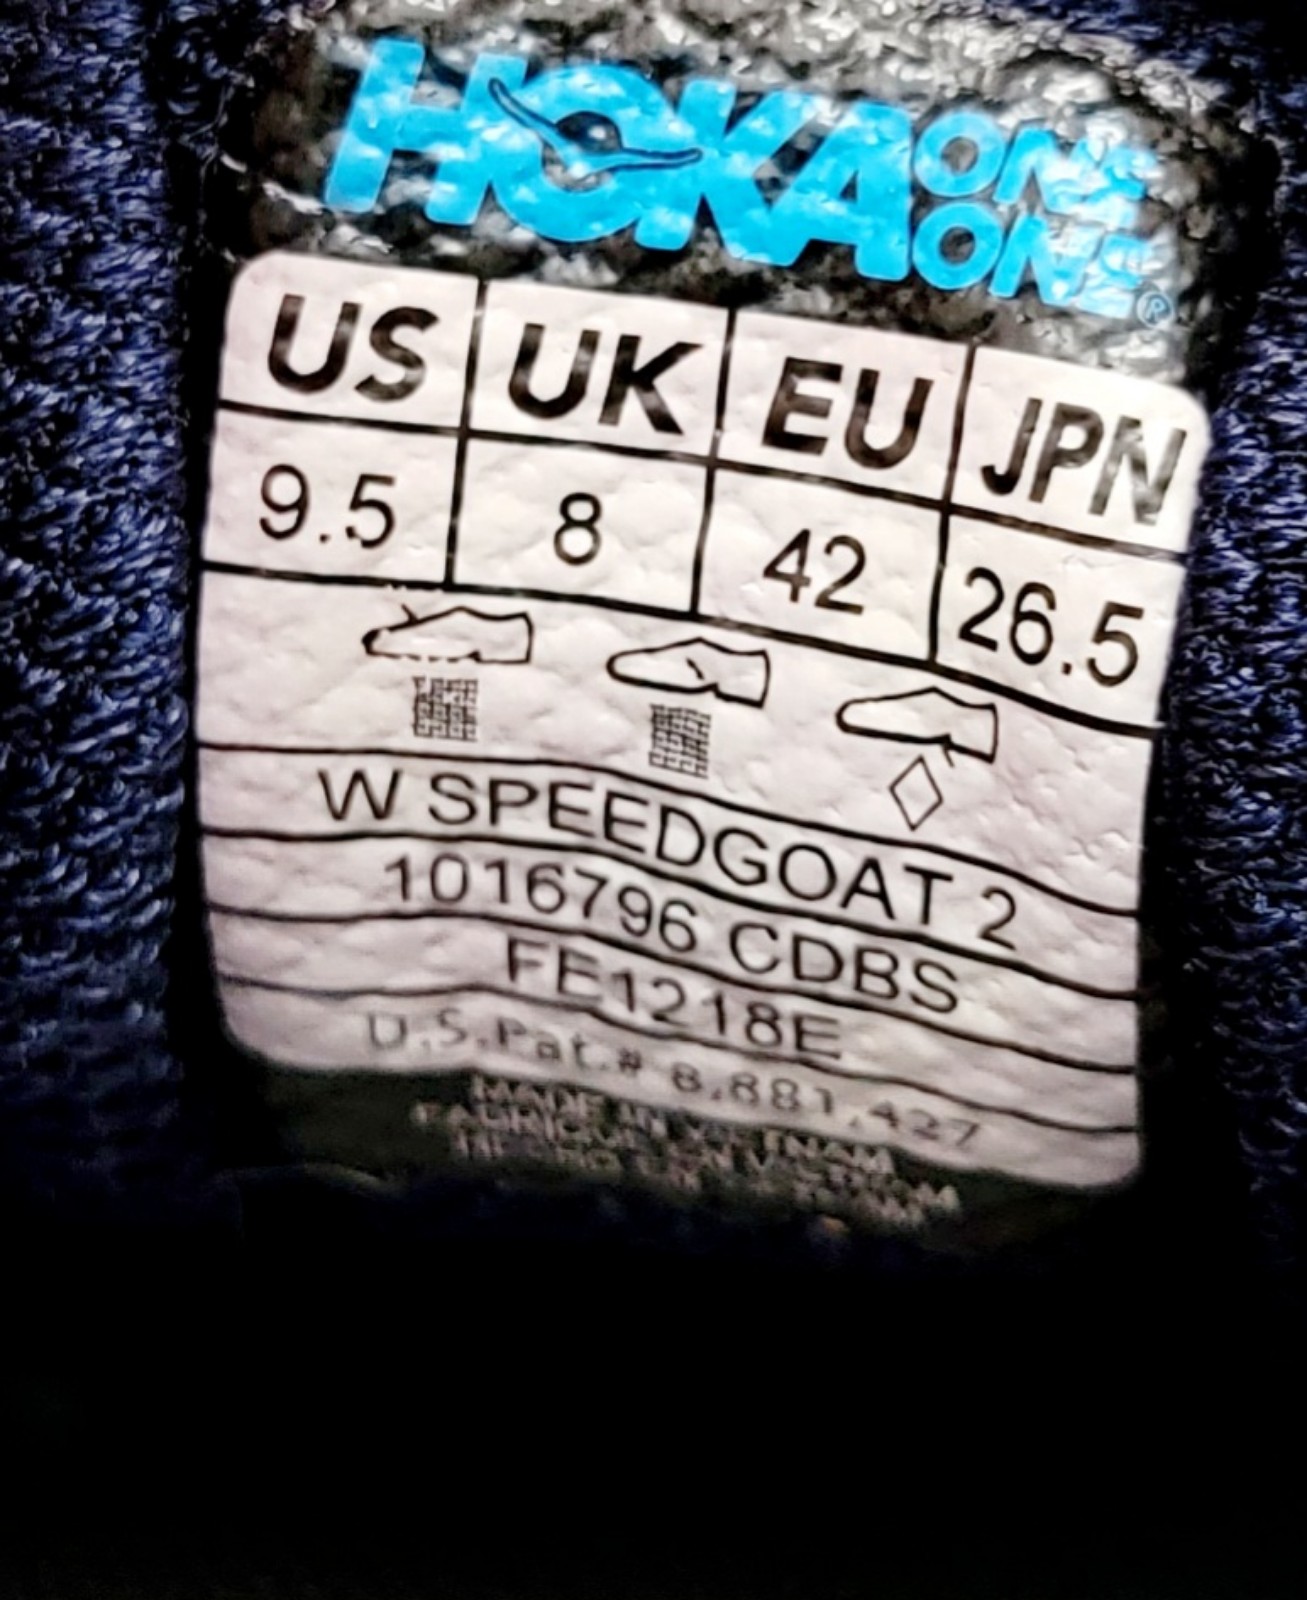 HOKA ONE ONE ®
US UK EU JPN
9.5 8 42 26.5
W SPEEDGOAT 2
1016796 CDBS
FE1218E
U.S.Pat.# 8,881,427
MADE IN VIETNAM